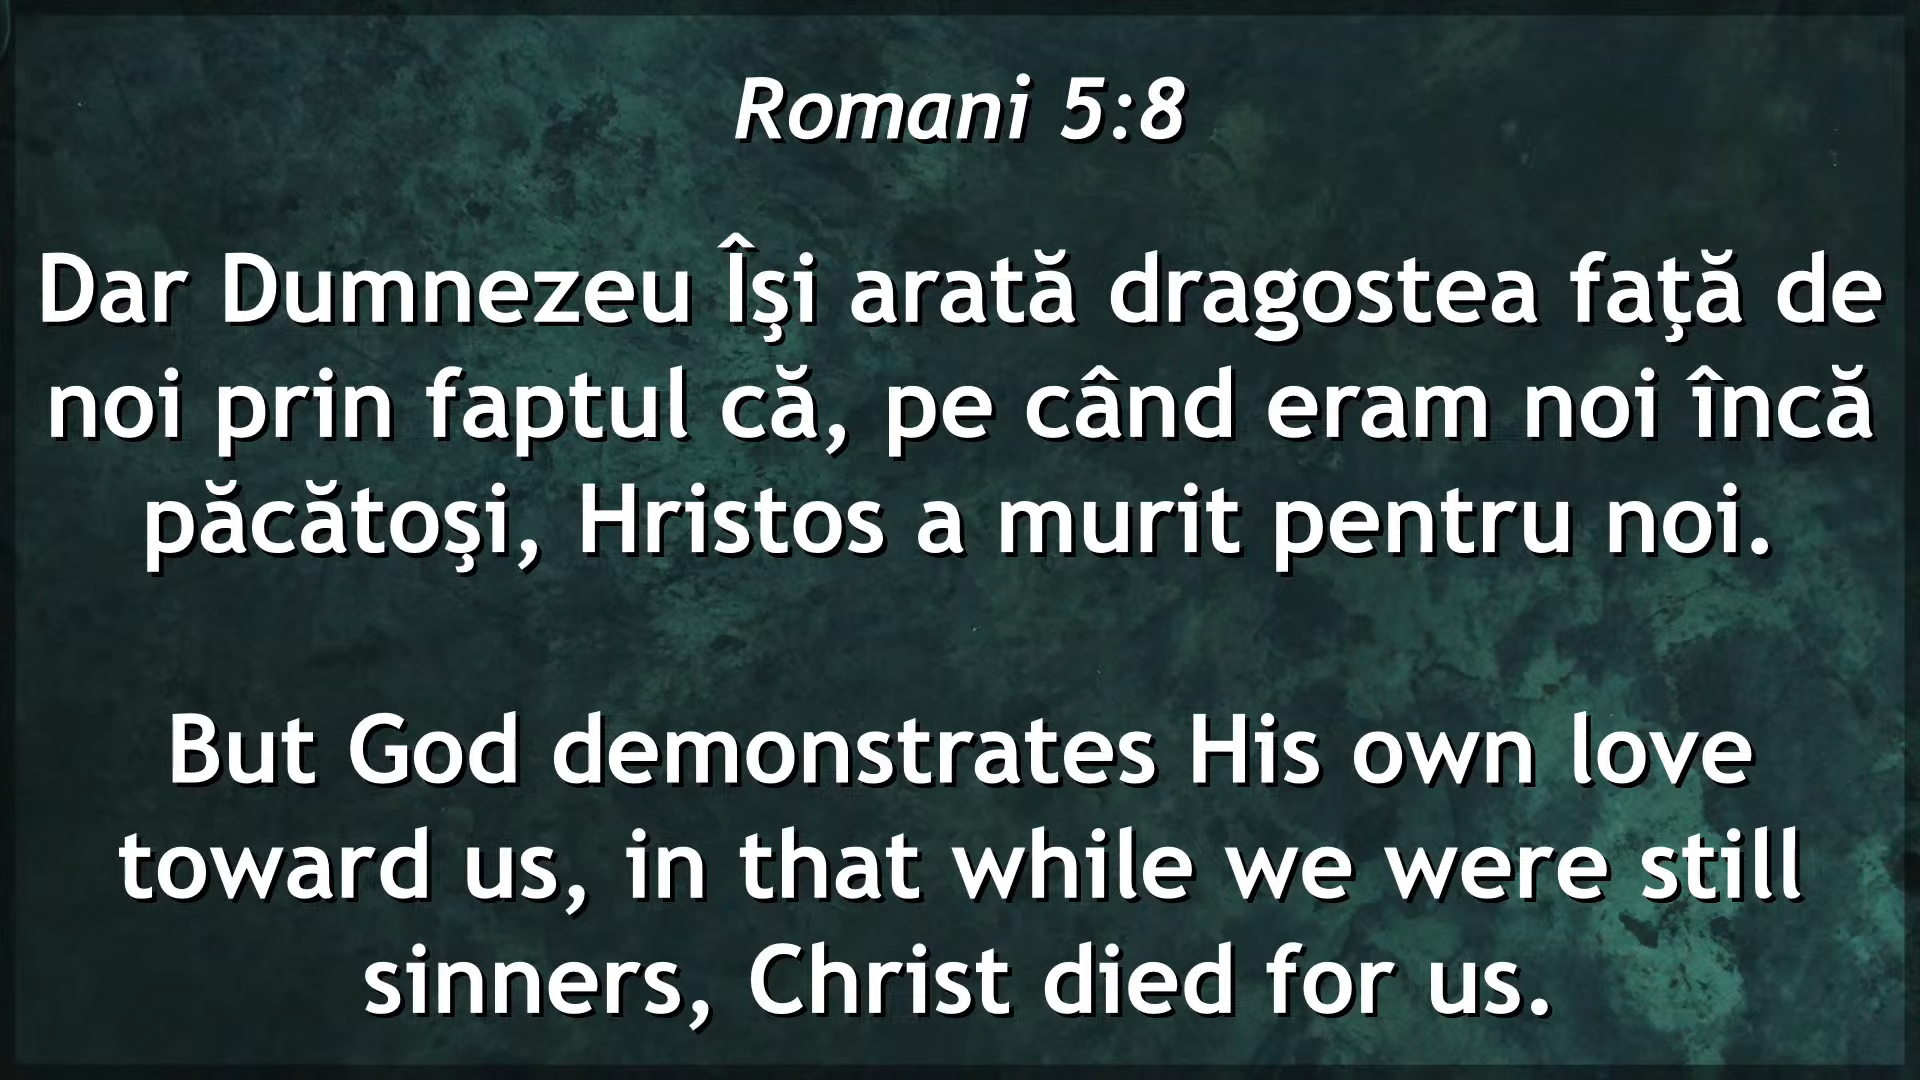 Romani 5:8
Dar Dumnezeu Îşi arată dragostea faţă de
noi prin faptul că, pe când eram noi încă
păcătoşi, Hristos a murit pentru noi.
But God demonstrates His own love
toward us, in that while we were still
sinners, Christ died for us.